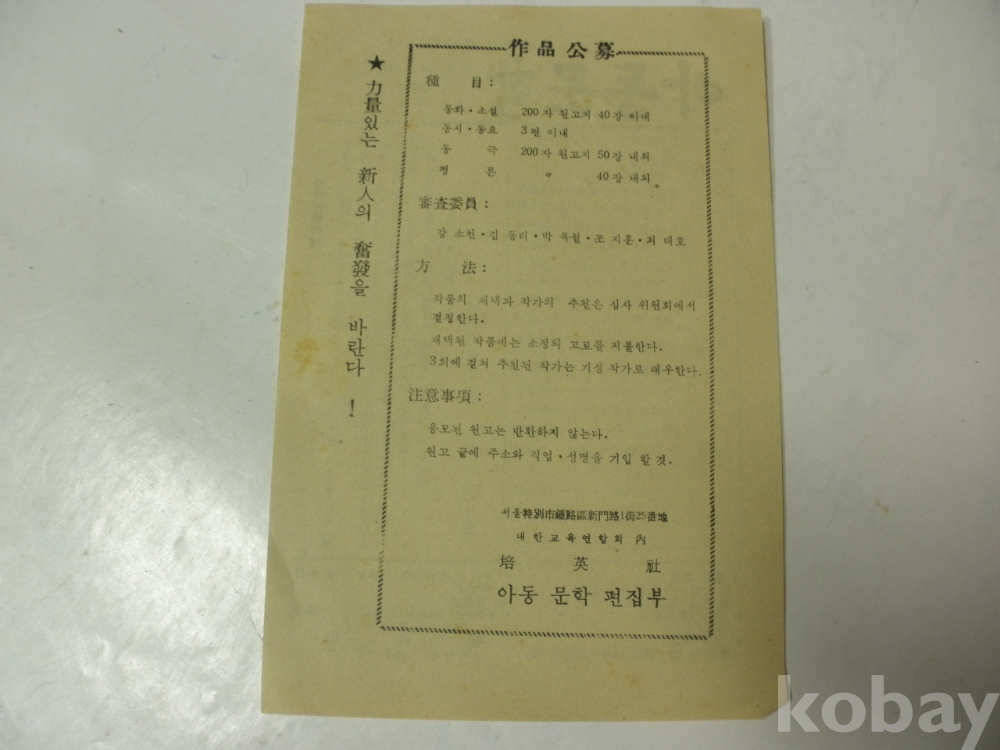 作品公募
★ 力量있는 新人의 奮發을 바란다 !
種 目 :
동화・소설 200자 원고지 40장 이내
동시・동요 3편 이내
동 극 200자 원고지 50장 내외
평 론 〃 40장 내외。
審査委員 :
강 소천・김 동리・박 목월・조 지훈・최 태호
方 法 :
작품의 채택과 작가의 추천은 심사 위원회에서
결정한다.
채택된 작품에는 소정의 고료를 지불한다.
3회에 걸쳐 추천된 작가는 기성 작가로 대우한다.
注意事項 :
응모된 원고는 반환하지 않는다.
원고 끝에 주소와 직업・성명을 기입 할 것.
서울特別市鍾路區新門路1街25番地
대한교육연합회 內
培 英 社
아동 문학 편집부
kobay